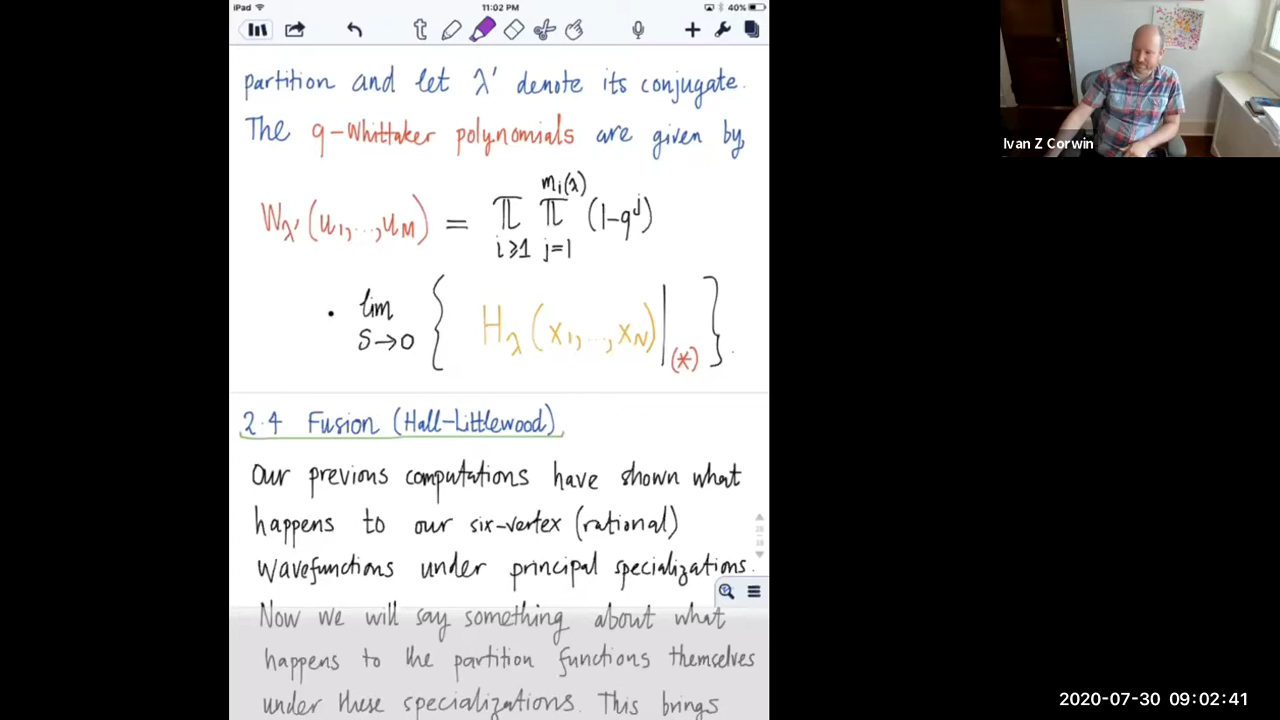 iPad
11:02 PM
40%
partition and let λ' denote its conjugate.
The q-Whittaker polynomials are given by
W_λ'(u_1,...,u_M) = ∏_{i≥1} ∏_{j=1}^{m_i(λ)} (1-q^j)
· lim_{s→0} { H_λ(x_1,...,x_N)|_(*) }.
2.4 Fusion (Hall-Littlewood)
Our previous computations have shown what
happens to our six-vertex (rational)
wavefunctions under principal specializations.
Now we will say something about what
happens to the partition functions themselves
under these specializations. This brings
Ivan Z Corwin
2020-07-30 09:02:41